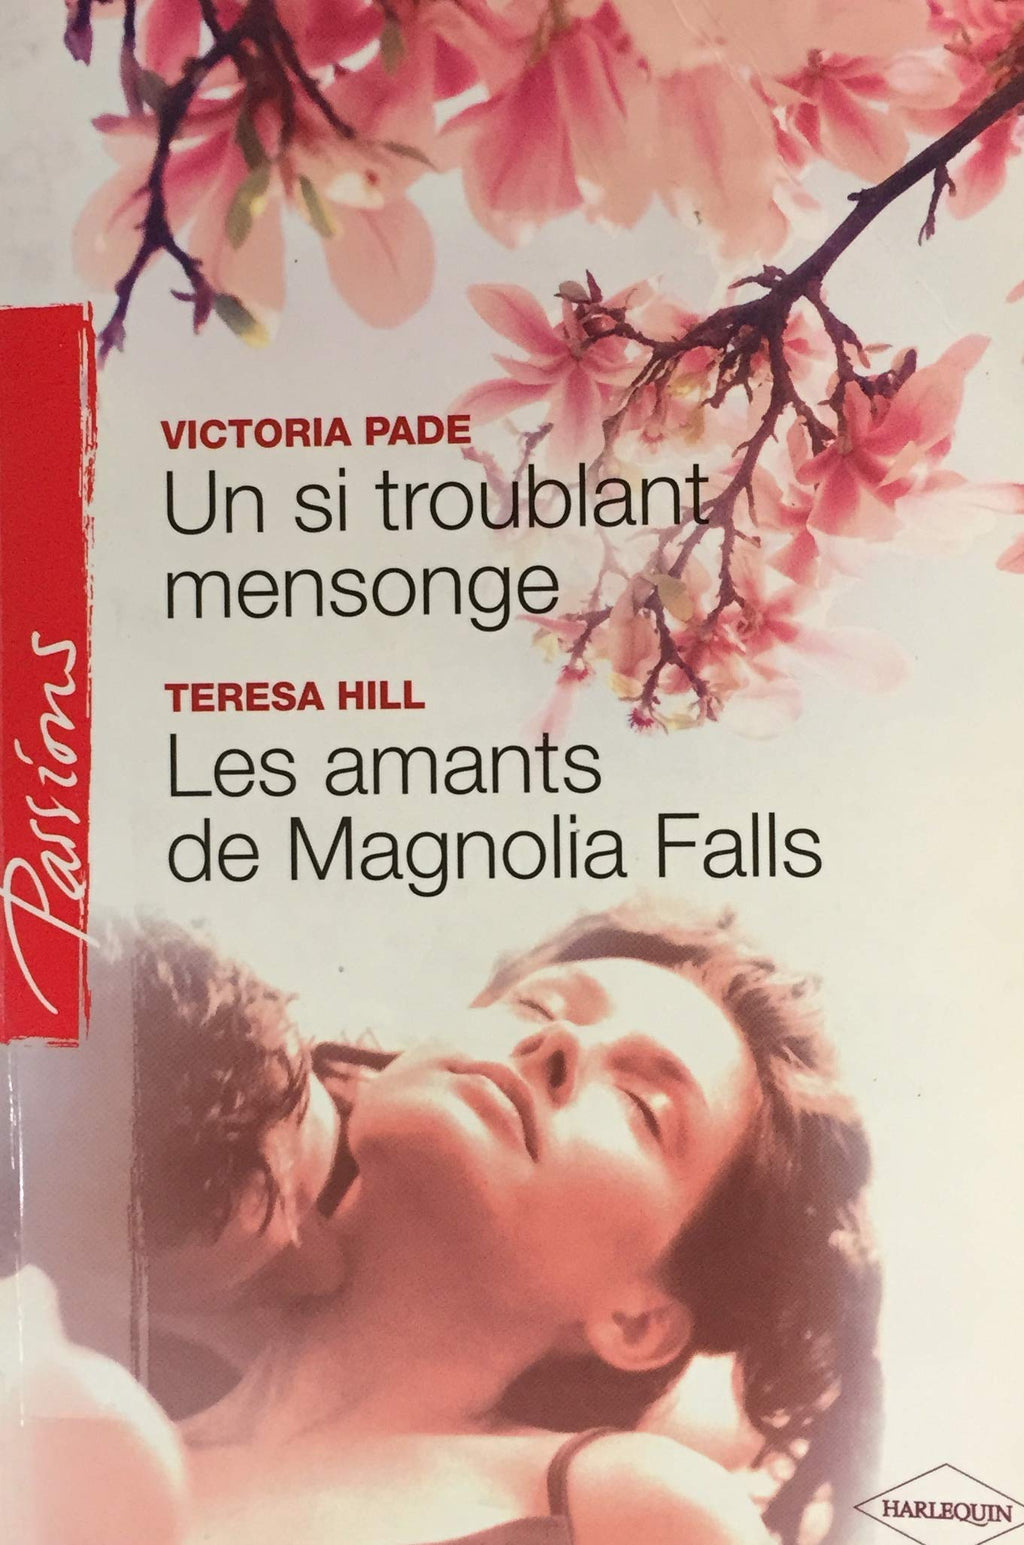 VICTORIA PADE
Un si troublant
mensonge
TERESA HILL
Les amants
de Magnolia Falls
Passions
HARLEQUIN